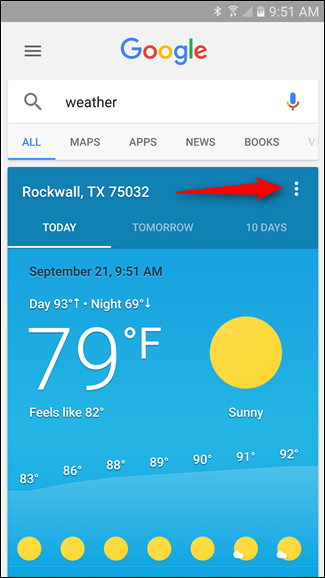 9:51 AM
Google
weather
ALL MAPS APPS NEWS BOOKS
Rockwall, TX 75032
TODAY TOMORROW 10 DAYS
September 21, 9:51 AM
Day 93°↑ • Night 69°↓
79°F
Feels like 82° Sunny
83° 86° 88° 89° 90° 91° 92°